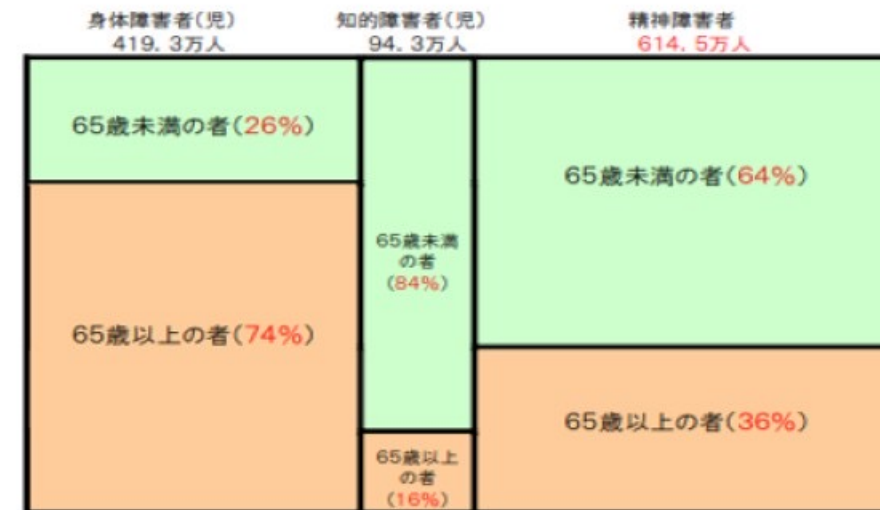 身体障害者(児)
419.3万人
知的障害者(児)
94.3万人
精神障害者
614.5万人
65歳未満の者(26%)
65歳以上の者(74%)
65歳未満
の者
(84%)
65歳以上
の者
(16%)
65歳未満の者(64%)
65歳以上の者(36%)